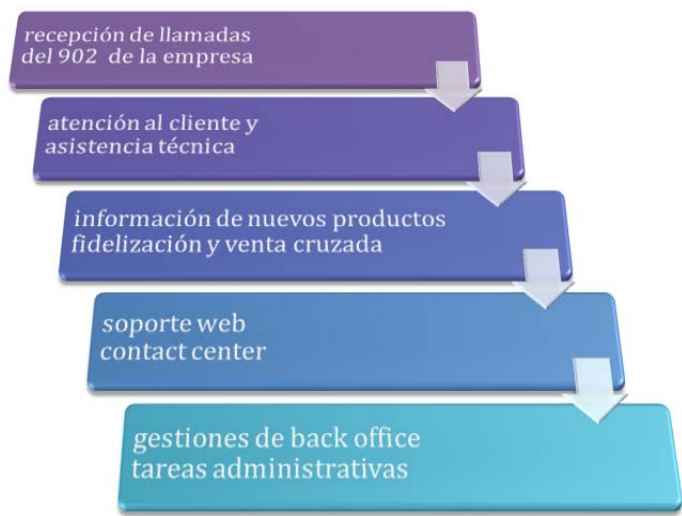 recepción de llamadas
del 902 de la empresa
atención al cliente y
asistencia técnica
información de nuevos productos
fidelización y venta cruzada
soporte web
contact center
gestiones de back office
tareas administrativas